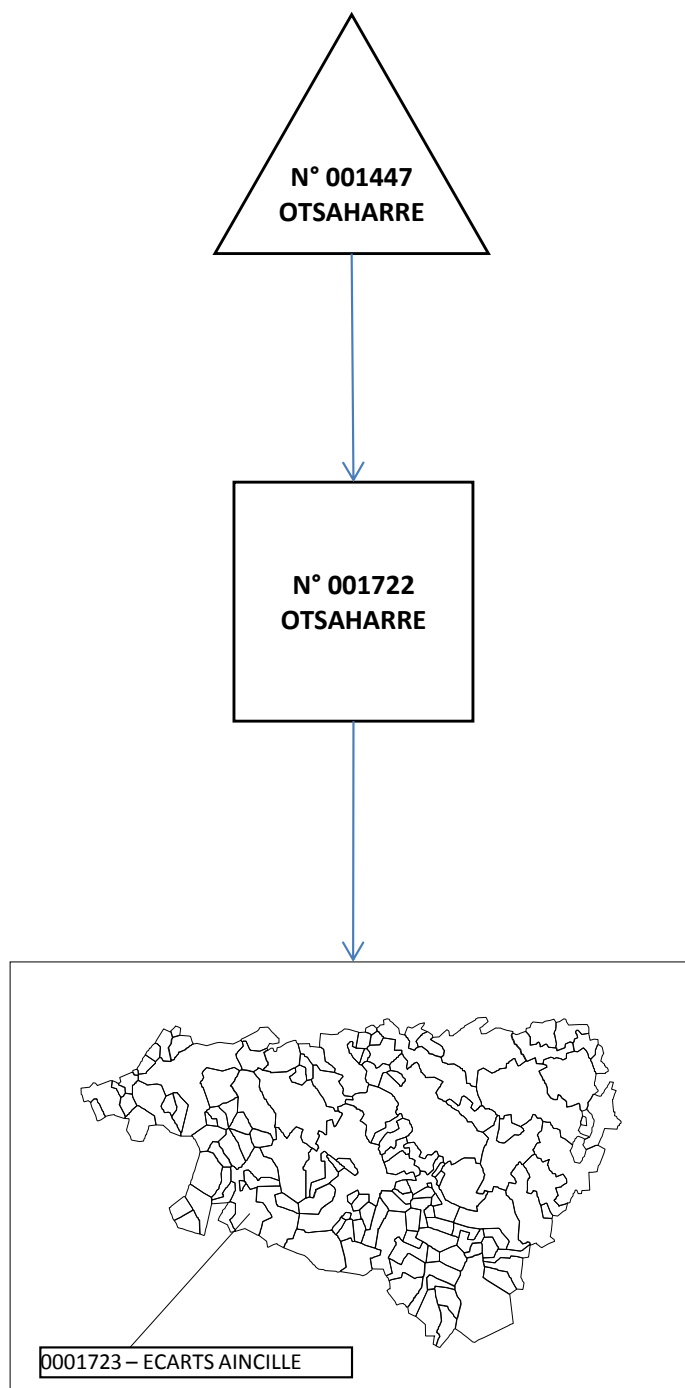 N° 001447
OTSAHARRE
N° 001722
OTSAHARRE
0001723 – ECARTS AINCILLE